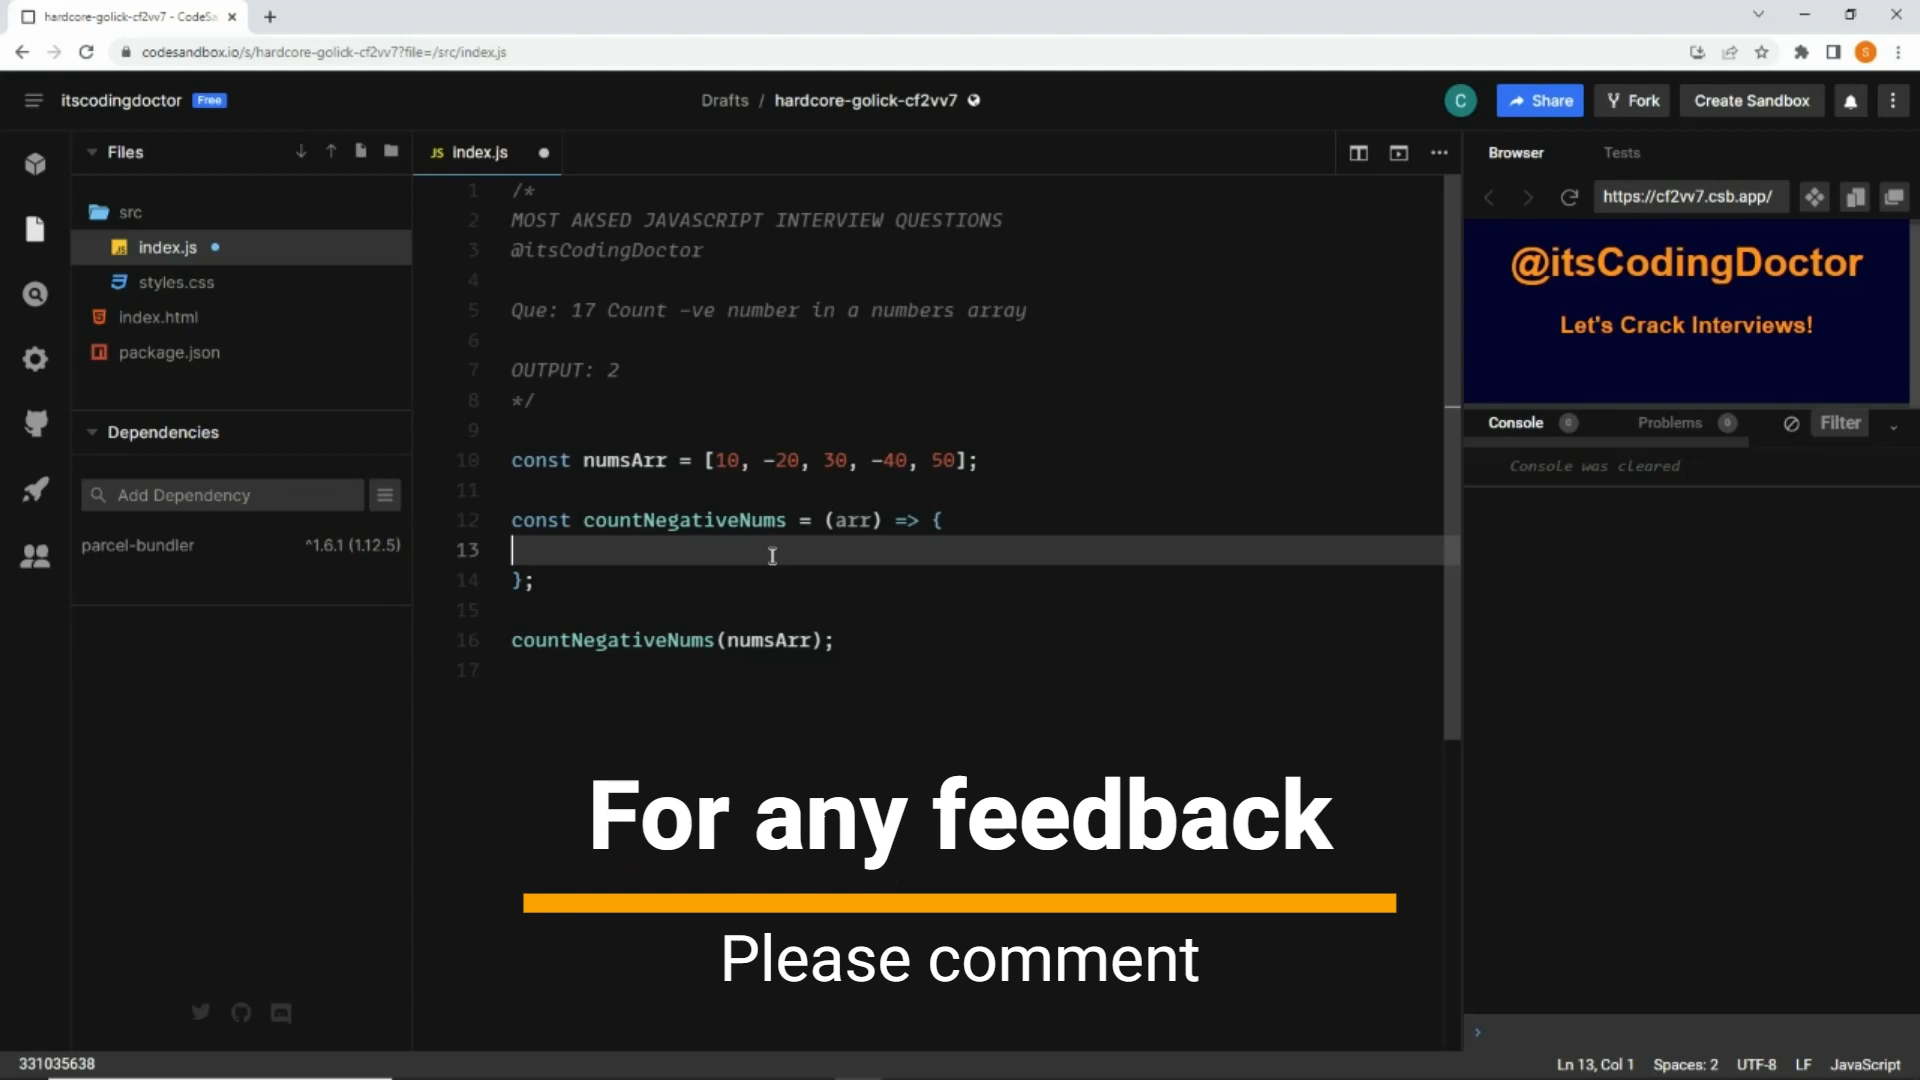 hardcore-golick-cf2vv7 - CodeSa
codesandbox.io/s/hardcore-golick-cf2vv7?file=/src/index.js
S
itscodingdoctor Free
Drafts / hardcore-golick-cf2vv7
C
Share
Fork
Create Sandbox
Files
src
index.js
styles.css
index.html
package.json
Dependencies
Add Dependency
parcel-bundler ^1.6.1 (1.12.5)
JS index.js
1 /*
2 MOST AKSED JAVASCRIPT INTERVIEW QUESTIONS
3 @itsCodingDoctor
4
5 Que: 17 Count -ve number in a numbers array
6
7 OUTPUT: 2
8 */
9
10 const numsArr = [10, -20, 30, -40, 50];
11
12 const countNegativeNums = (arr) => {
13
14 };
15
16 countNegativeNums(numsArr);
17
Browser Tests
https://cf2vv7.csb.app/
@itsCodingDoctor
Let's Crack Interviews!
Console 0 Problems 0 Filter
Console was cleared
For any feedback
Please comment
331035638
Ln 13, Col 1 Spaces: 2 UTF-8 LF JavaScript